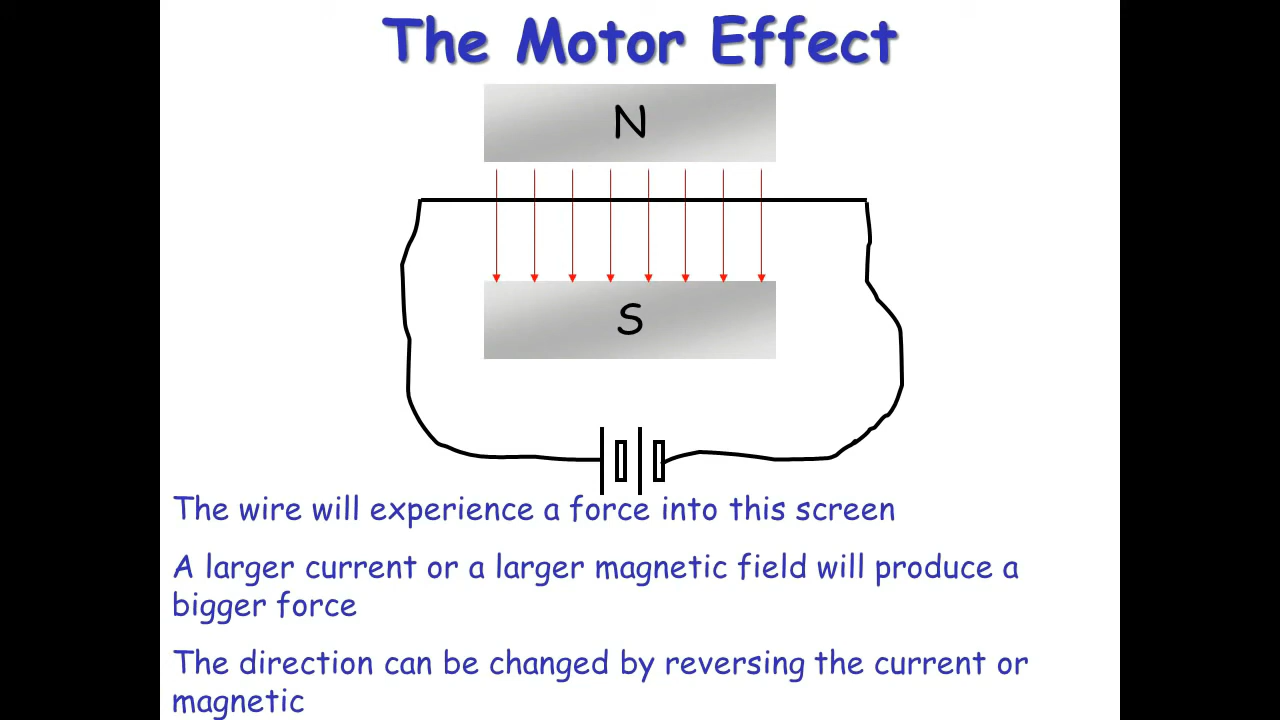 The Motor Effect
N
S
The wire will experience a force into this screen
A larger current or a larger magnetic field will produce a
bigger force
The direction can be changed by reversing the current or
magnetic